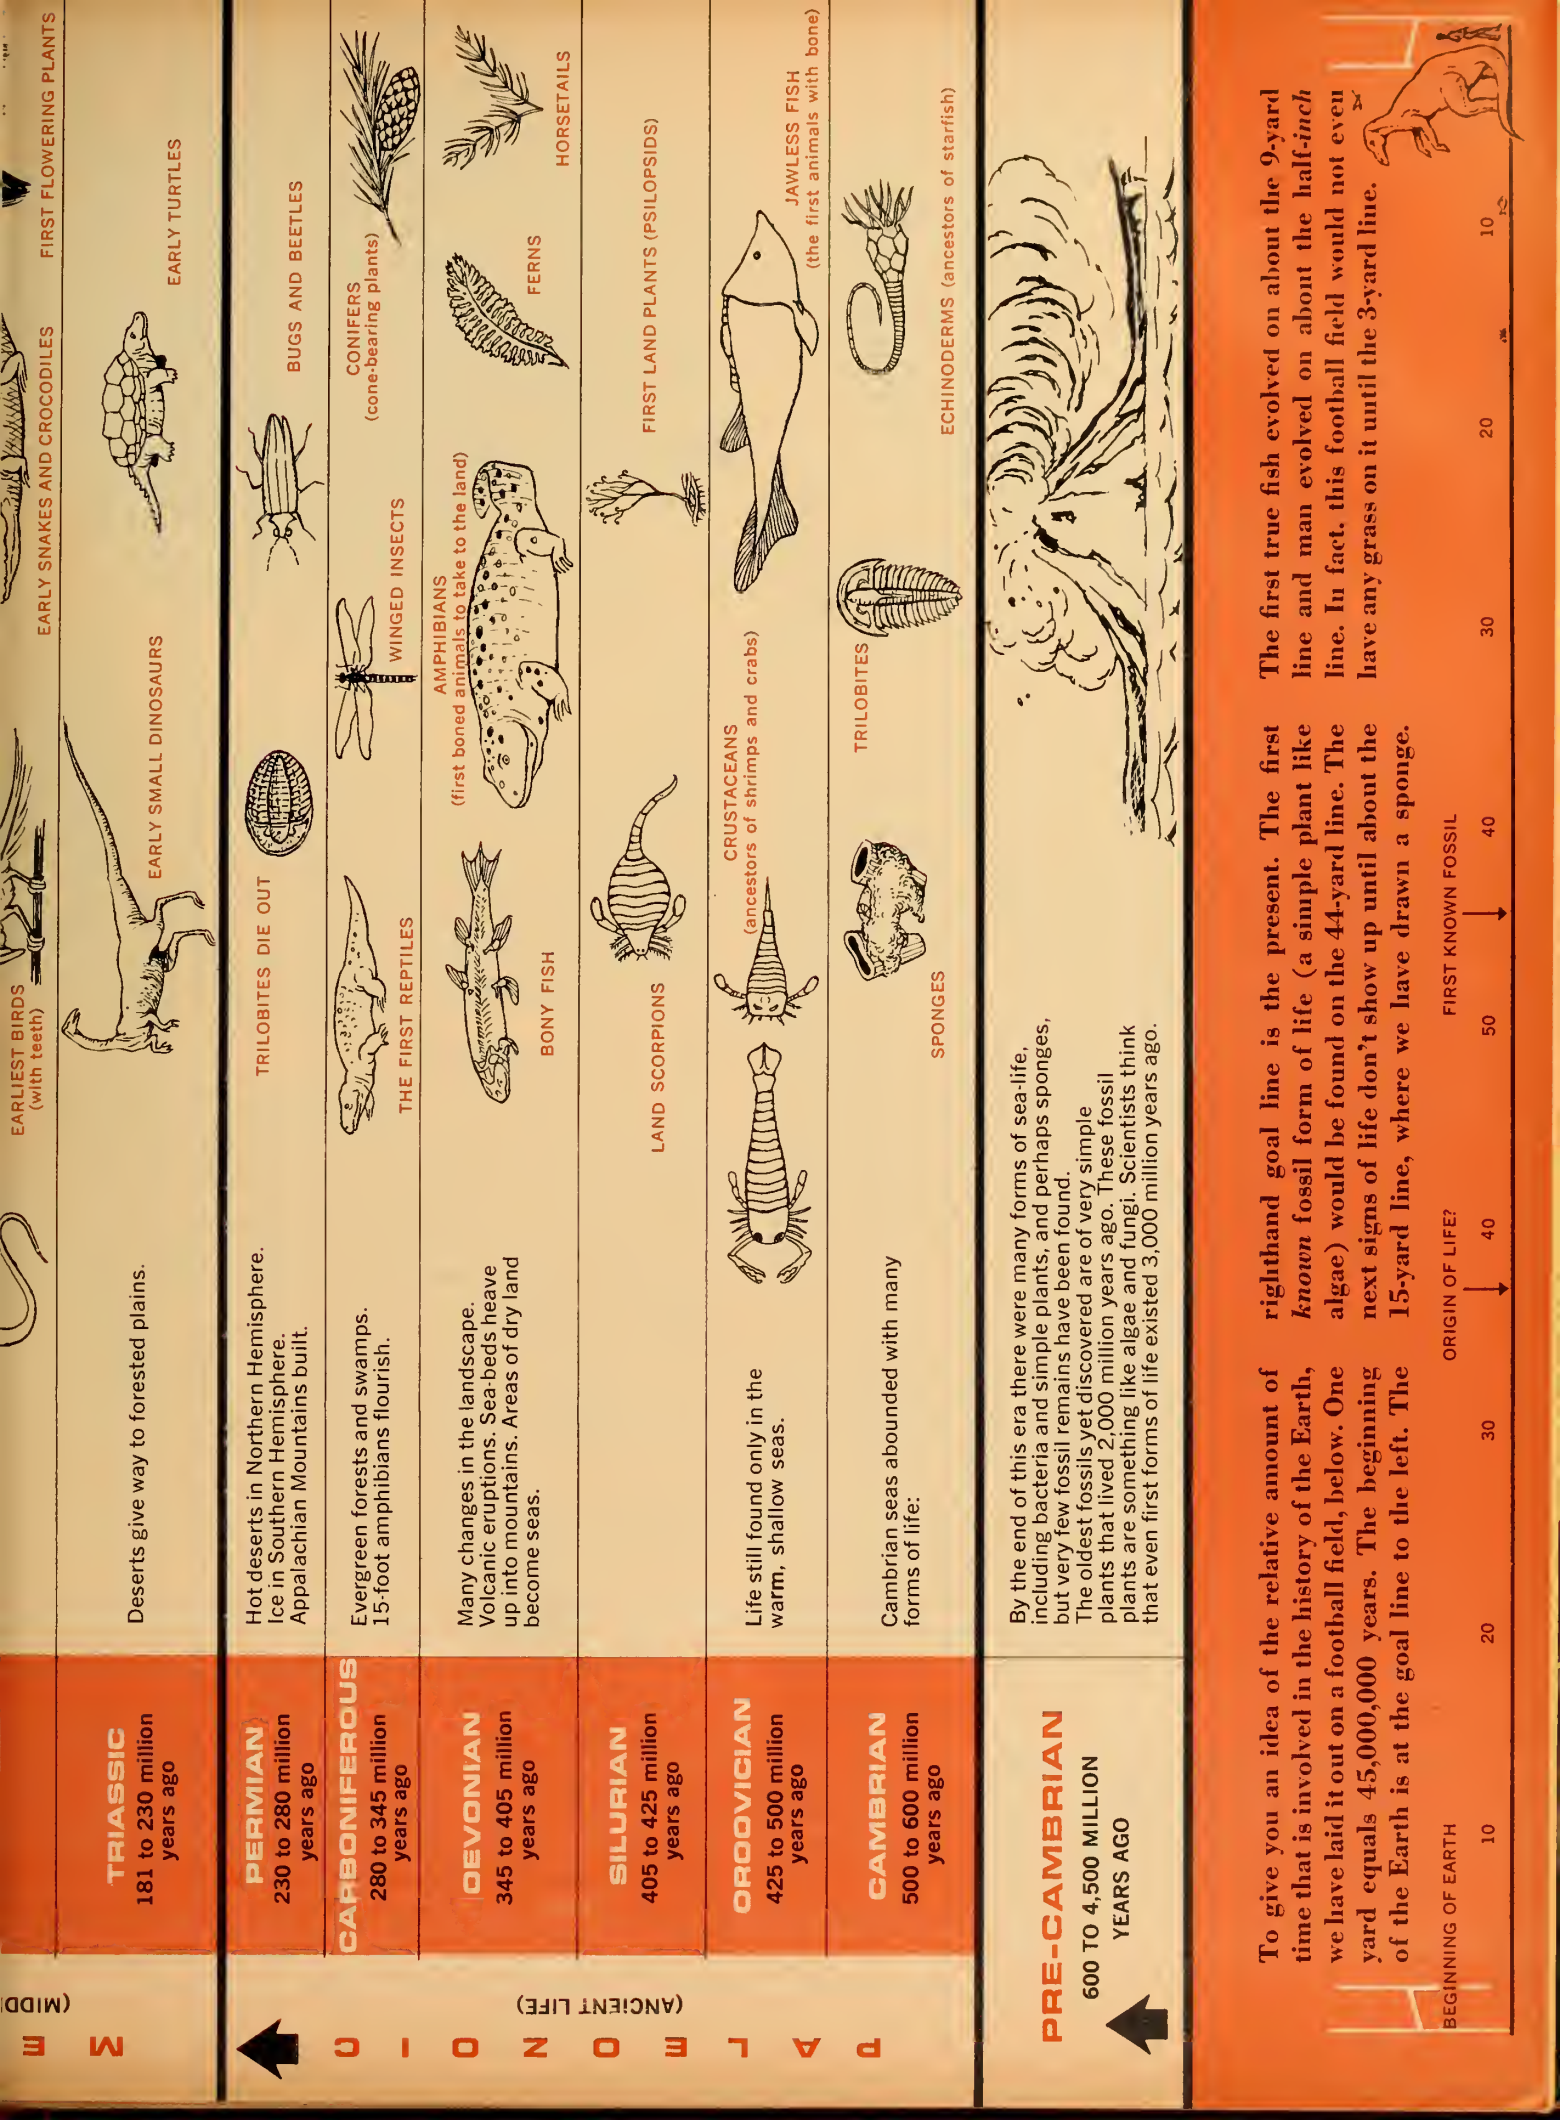 FIRST FLOWERING PLANTS
EARLY SNAKES AND CROCODILES
EARLIEST BIRDS
(with teeth)
M E
(MIDD
TRIASSIC
181 to 230 million
years ago
Deserts give way to forested plains.
EARLY SMALL DINOSAURS
EARLY TURTLES
PALEOZOIC
(ANCIENT LIFE)
PERMIAN
230 to 280 million
years ago
Hot deserts in Northern Hemisphere.
Ice in Southern Hemisphere.
Appalachian Mountains built.
TRILOBITES DIE OUT
BUGS AND BEETLES
CARBONIFEROUS
280 to 345 million
years ago
Evergreen forests and swamps.
15-foot amphibians flourish.
THE FIRST REPTILES
WINGED INSECTS
CONIFERS
(cone-bearing plants)
DEVONIAN
345 to 405 million
years ago
Many changes in the landscape.
Volcanic eruptions. Sea-beds heave
up into mountains. Areas of dry land
become seas.
BONY FISH
AMPHIBIANS
(first boned animals to take to the land)
FERNS
HORSETAILS
SILURIAN
405 to 425 million
years ago
LAND SCORPIONS
FIRST LAND PLANTS (PSILOPSIDS)
ORDOVICIAN
425 to 500 million
years ago
Life still found only in the
warm, shallow seas.
CRUSTACEANS
(ancestors of shrimps and crabs)
JAWLESS FISH
(the first animals with bone)
CAMBRIAN
500 to 600 million
years ago
Cambrian seas abounded with many
forms of life:
SPONGES
TRILOBITES
ECHINODERMS (ancestors of starfish)
PRE-CAMBRIAN
600 TO 4,500 MILLION
YEARS AGO
By the end of this era there were many forms of sea-life,
including bacteria and simple plants, and perhaps sponges,
but very few fossil remains have been found.
The oldest fossils yet discovered are of very simple
plants that lived 2,000 million years ago. These fossil
plants are something like algae and fungi. Scientists think
that even first forms of life existed 3,000 million years ago.
To give you an idea of the relative amount of
time that is involved in the history of the Earth,
we have laid it out on a football field, below. One
yard equals 45,000,000 years. The beginning
of the Earth is at the goal line to the left. The
righthand goal line is the present. The first
known fossil form of life (a simple plant like
algae) would be found on the 44-yard line. The
next signs of life don't show up until about the
15-yard line, where we have drawn a sponge.
The first true fish evolved on about the 9-yard
line and man evolved on about the half-inch
line. In fact, this football field would not even
have any grass on it until the 3-yard line.
BEGINNING OF EARTH
ORIGIN OF LIFE?
FIRST KNOWN FOSSIL
10 20 30 40 50 40 30 20 10